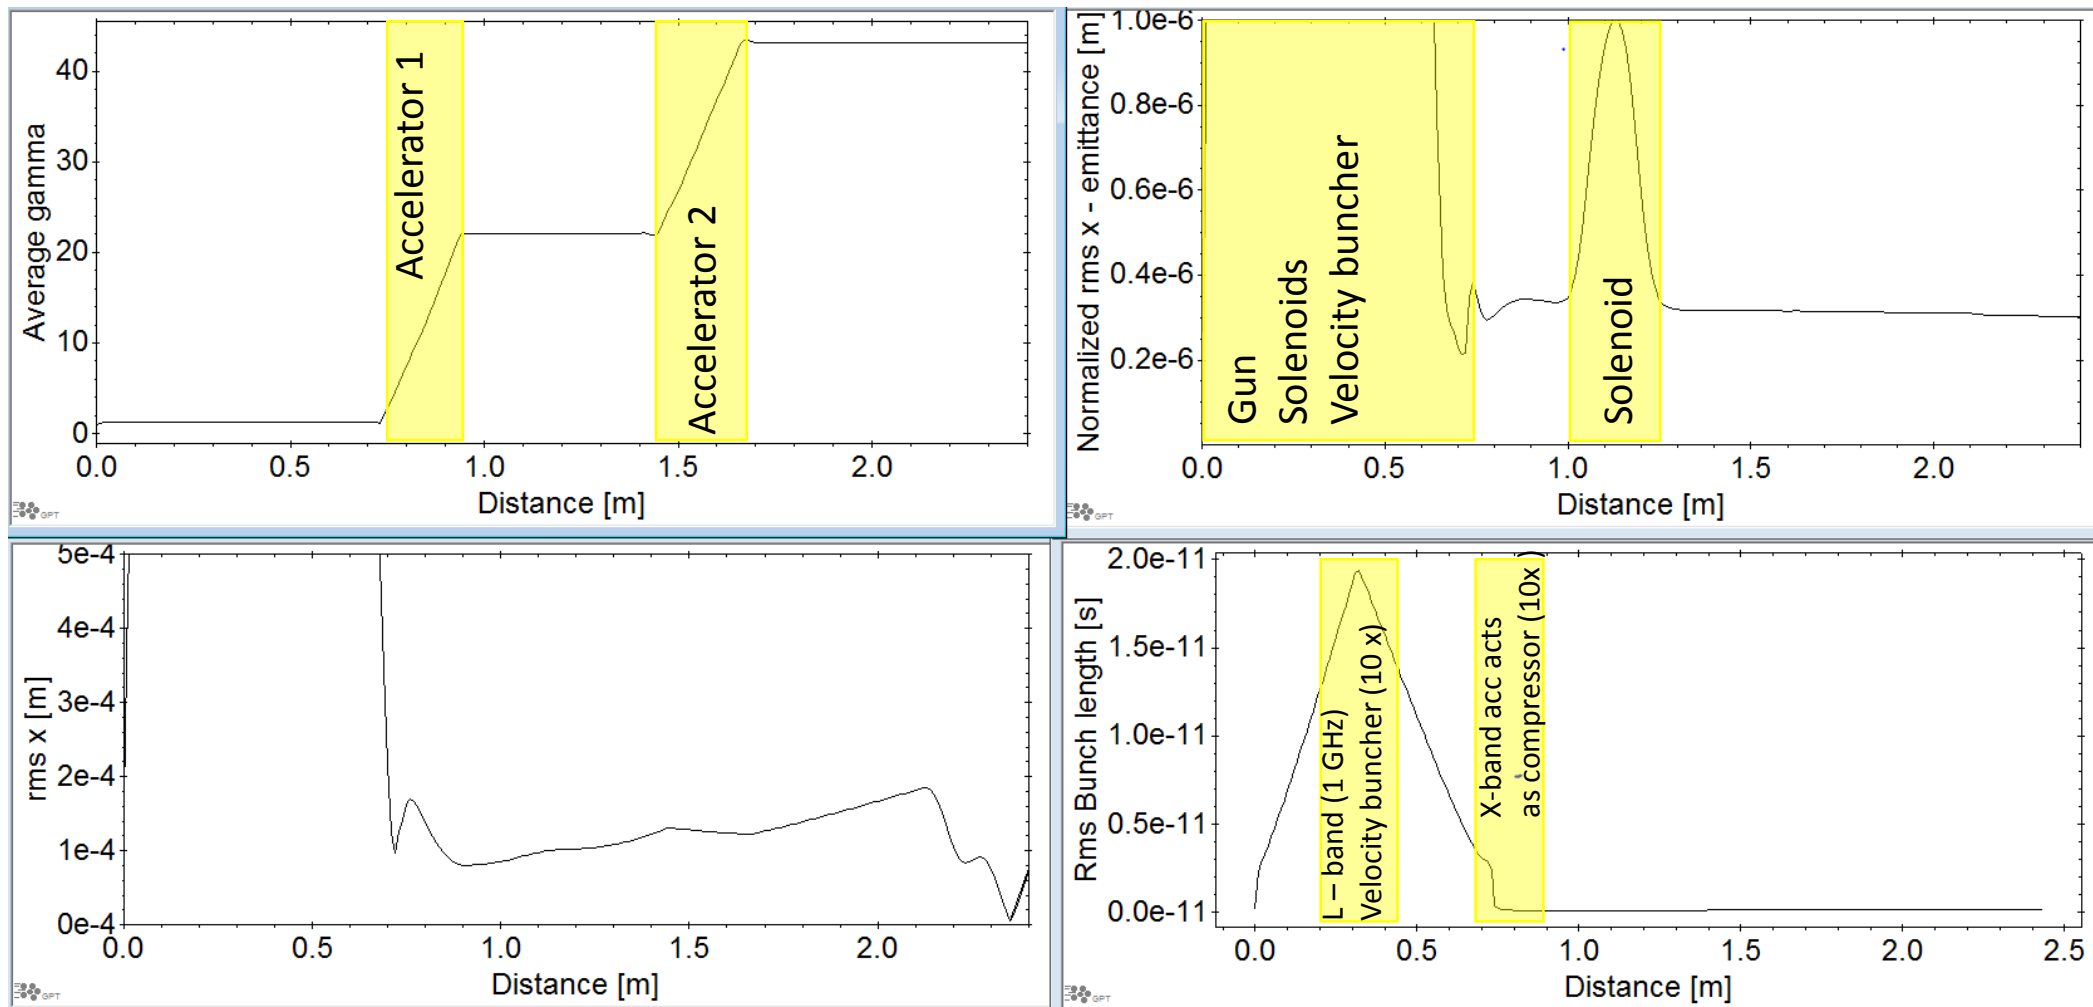 Average gamma
40
30
20
10
0
Accelerator 1
Accelerator 2
0.0 0.5 1.0 1.5 2.0
Distance [m]
GPT
Normalized rms x - emittance [m]
1.0e-6
0.8e-6
0.6e-6
0.4e-6
0.2e-6
Gun
Solenoids
Velocity buncher
Solenoid
0.0 0.5 1.0 1.5 2.0
Distance [m]
GPT
rms x [m]
5e-4
4e-4
3e-4
2e-4
1e-4
0e-4
0.0 0.5 1.0 1.5 2.0
Distance [m]
GPT
Rms Bunch length [s]
2.0e-11
1.5e-11
1.0e-11
0.5e-11
0.0e-11
L – band (1 GHz)
Velocity buncher (10 x)
X-band acc acts
as compressor (10x)
0.0 0.5 1.0 1.5 2.0 2.5
Distance [m]
GPT